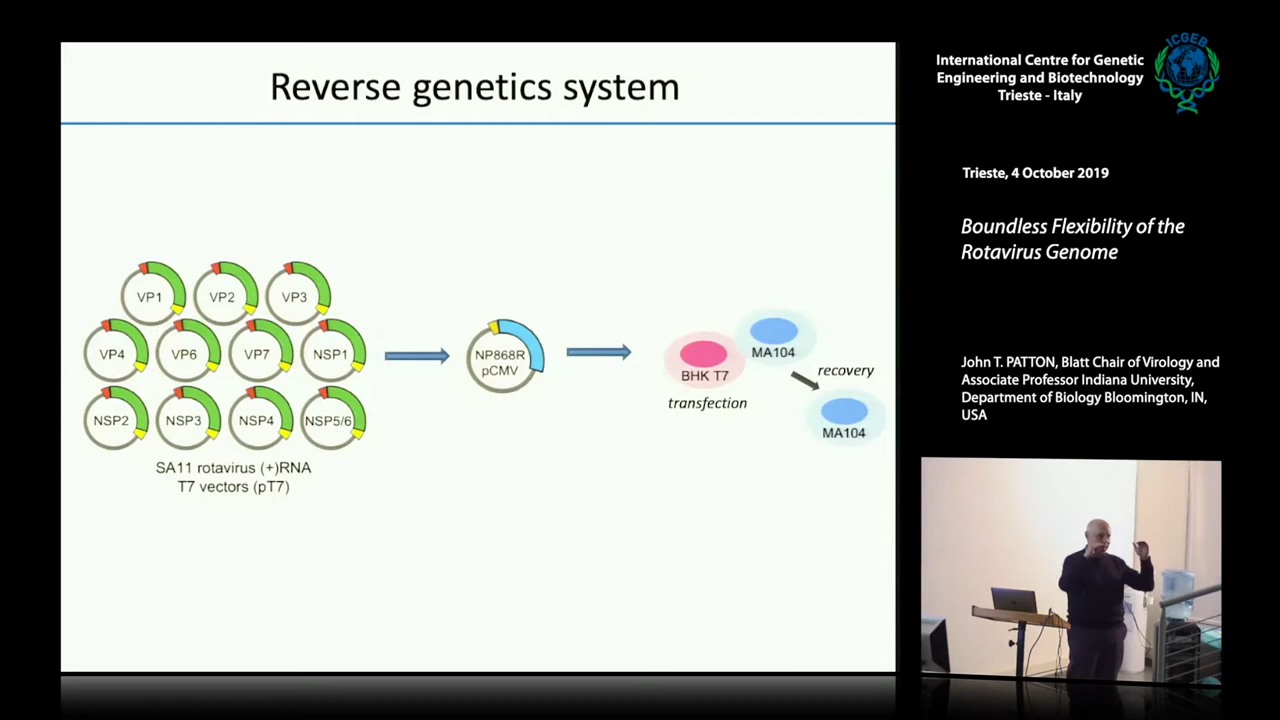 Reverse genetics system
VP1 VP2 VP3
VP4 VP6 VP7 NSP1
NSP2 NSP3 NSP4 NSP5/6
SA11 rotavirus (+)RNA
T7 vectors (pT7)
NP868R
pCMV
MA104
BHK T7
recovery
transfection
MA104
ICGEB
International Centre for Genetic
Engineering and Biotechnology
Trieste - Italy
Trieste, 4 October 2019
Boundless Flexibility of the
Rotavirus Genome
John T. PATTON, Blatt Chair of Virology and
Associate Professor Indiana University,
Department of Biology Bloomington, IN,
USA